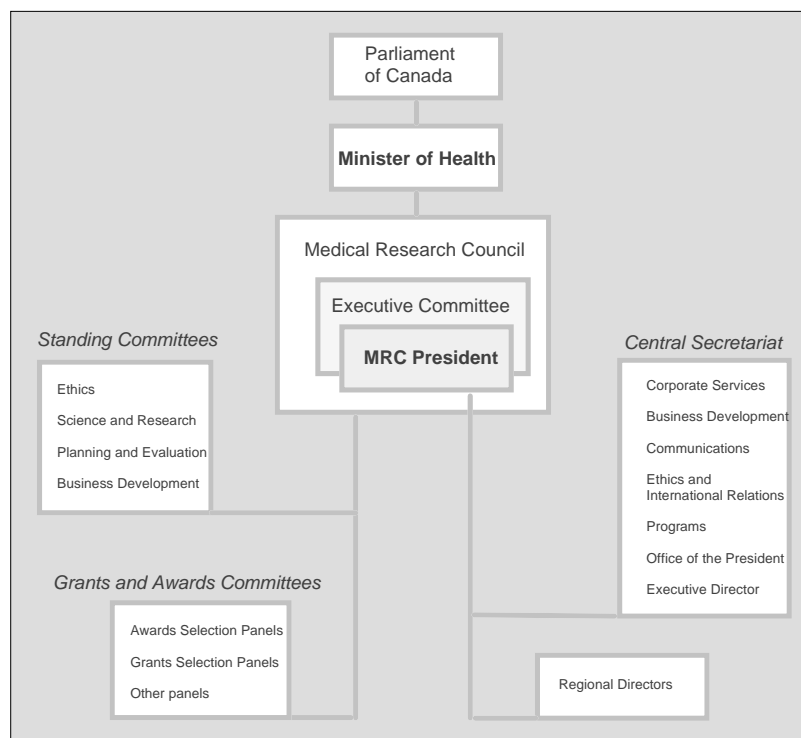 Parliament
of Canada
Minister of Health
Medical Research Council
Executive Committee
MRC President
Standing Committees
Ethics
Science and Research
Planning and Evaluation
Business Development
Central Secretariat
Corporate Services
Business Development
Communications
Ethics and
International Relations
Programs
Office of the President
Executive Director
Grants and Awards Committees
Awards Selection Panels
Grants Selection Panels
Other panels
Regional Directors